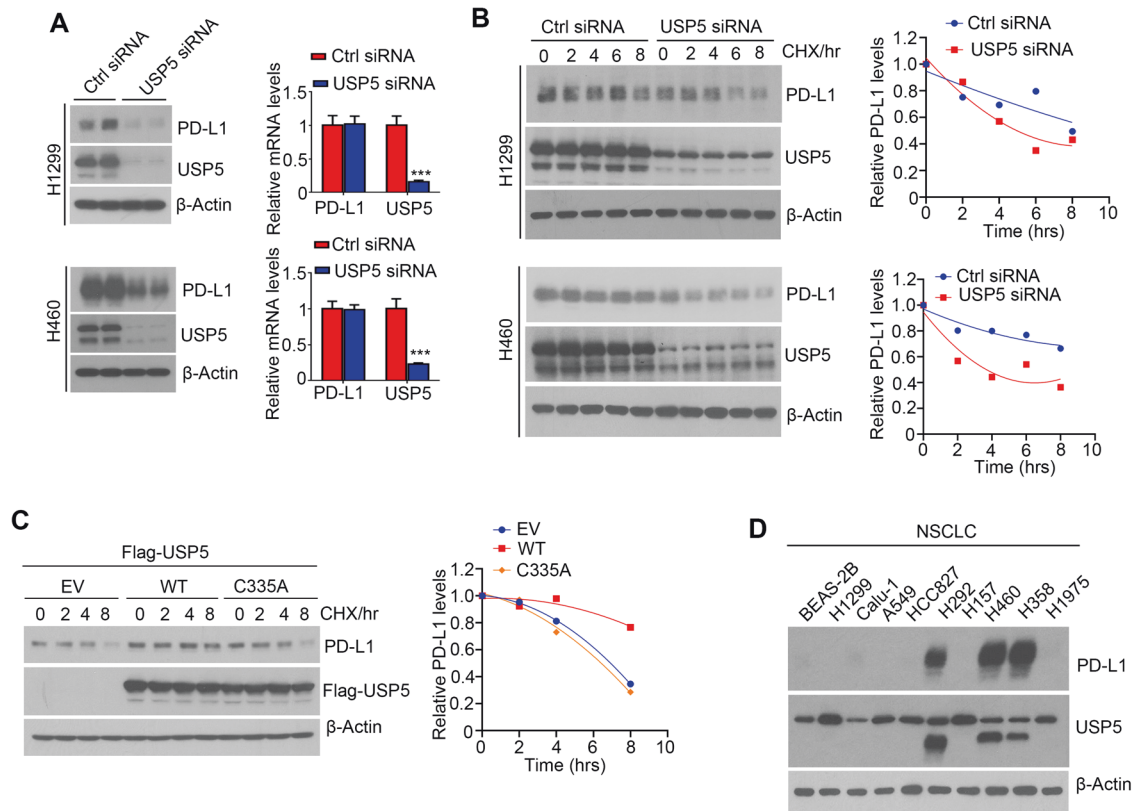 A
Ctrl siRNA
USP5 siRNA
H1299
PD-L1
USP5
β-Actin
H460
PD-L1
USP5
β-Actin
Ctrl siRNA
USP5 siRNA
Relative mRNA levels
1.5
1
0.5
0
***
PD-L1 USP5
Ctrl siRNA
USP5 siRNA
Relative mRNA levels
1.5
1
0.5
0
***
PD-L1 USP5
B
Ctrl siRNA USP5 siRNA
0 2 4 6 8 0 2 4 6 8 CHX/hr
H1299
PD-L1
USP5
β-Actin
H460
PD-L1
USP5
β-Actin
Ctrl siRNA
USP5 siRNA
Relative PD-L1 levels
1.2
1.0
0.8
0.6
0.4
0.2
0
0 2 4 6 8 10
Time (hrs)
Ctrl siRNA
USP5 siRNA
Relative PD-L1 levels
1.2
1.0
0.8
0.6
0.4
0.2
0
0 2 4 6 8 10
Time (hrs)
C
Flag-USP5
EV WT C335A
0 2 4 8 0 2 4 8 0 2 4 8 CHX/hr
PD-L1
Flag-USP5
β-Actin
EV
WT
C335A
Relative PD-L1 levels
1.2
1.0
0.8
0.6
0.4
0.2
0
0 2 4 6 8 10
Time (hrs)
D
NSCLC
BEAS-2B
H1299
Calu-1
A549
HCC827
H292
H157
H460
H358
H1975
PD-L1
USP5
β-Actin